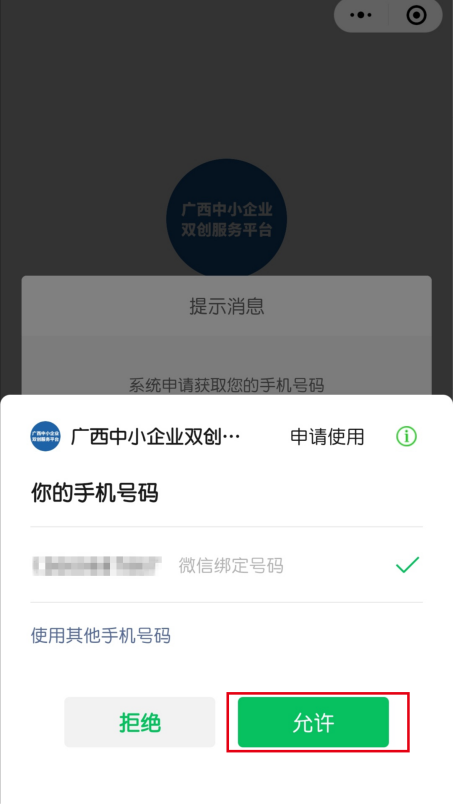 广西中小企业
双创服务平台
提示消息
系统申请获取您的手机号码
广西中小企业双创… 申请使用
你的手机号码
微信绑定号码
使用其他手机号码
拒绝 允许